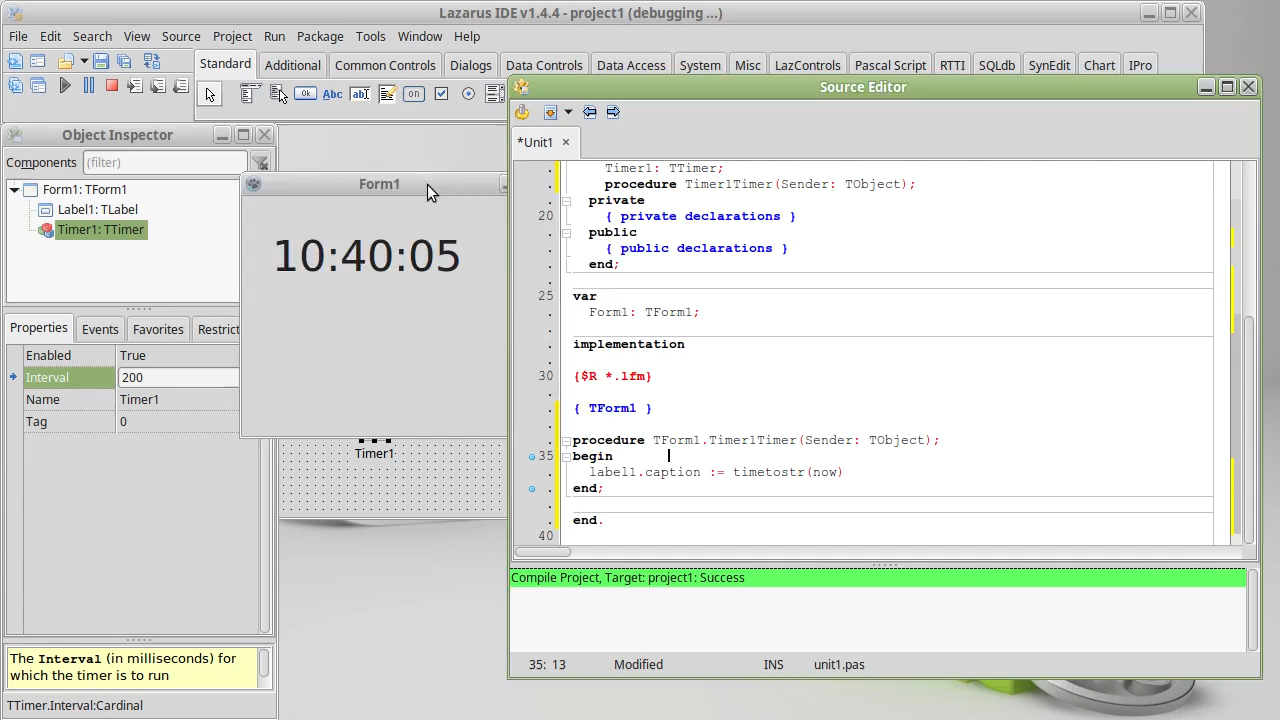 Lazarus IDE v1.4.4 - project1 (debugging ...)
File Edit Search View Source Project Run Package Tools Window Help
Standard Additional Common Controls Dialogs Data Controls Data Access System Misc LazControls Pascal Script RTTI SQLdb SynEdit Chart IPro
Ok Abc abI on
Source Editor
*Unit1
Object Inspector
Components (filter)
Form1: TForm1
Label1: TLabel
Timer1: TTimer
Properties Events Favorites Restrict
Enabled True
Interval 200
Name Timer1
Tag 0
The Interval (in milliseconds) for
which the timer is to run
TTimer.Interval:Cardinal
Form1
10:40:05
Timer1
Timer1: TTimer;
procedure Timer1Timer(Sender: TObject);
private
20 { private declarations }
public
{ public declarations }
end;
25 var
Form1: TForm1;
implementation
30 {$R *.lfm}
{ TForm1 }
procedure TForm1.Timer1Timer(Sender: TObject);
35 begin
label1.caption := timetostr(now)
end;
end.
40
Compile Project, Target: project1: Success
35: 13 Modified INS unit1.pas